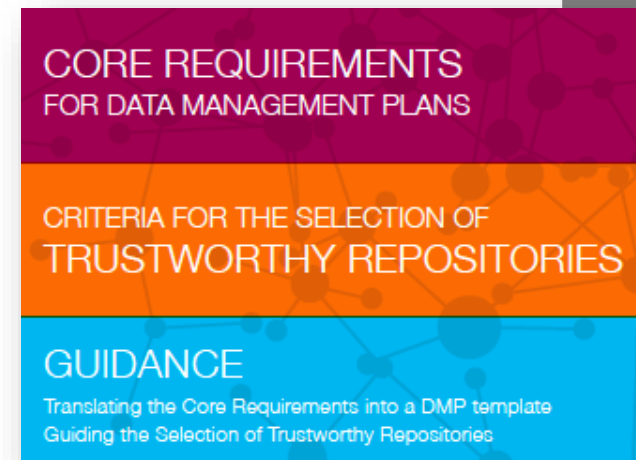 CORE REQUIREMENTS
FOR DATA MANAGEMENT PLANS
CRITERIA FOR THE SELECTION OF
TRUSTWORTHY REPOSITORIES
GUIDANCE
Translating the Core Requirements into a DMP template
Guiding the Selection of Trustworthy Repositories